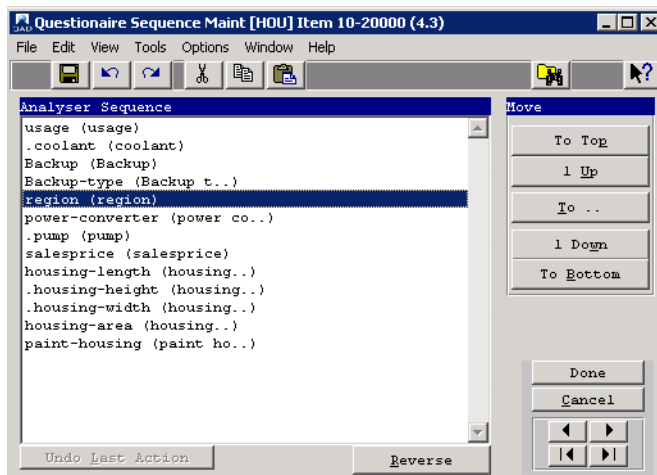 QAD Questionaire Sequence Maint [HOU] Item 10-20000 (4.3)
File Edit View Tools Options Window Help
Analyser Sequence
usage (usage)
.coolant (coolant)
Backup (Backup)
Backup-type (Backup t..)
region (region)
power-converter (power co..)
.pump (pump)
salesprice (salesprice)
housing-length (housing..)
.housing-height (housing..)
.housing-width (housing..)
housing-area (housing..)
paint-housing (paint ho..)
Undo Last Action
Reverse
Move
To Top
1 Up
To ..
1 Down
To Bottom
Done
Cancel